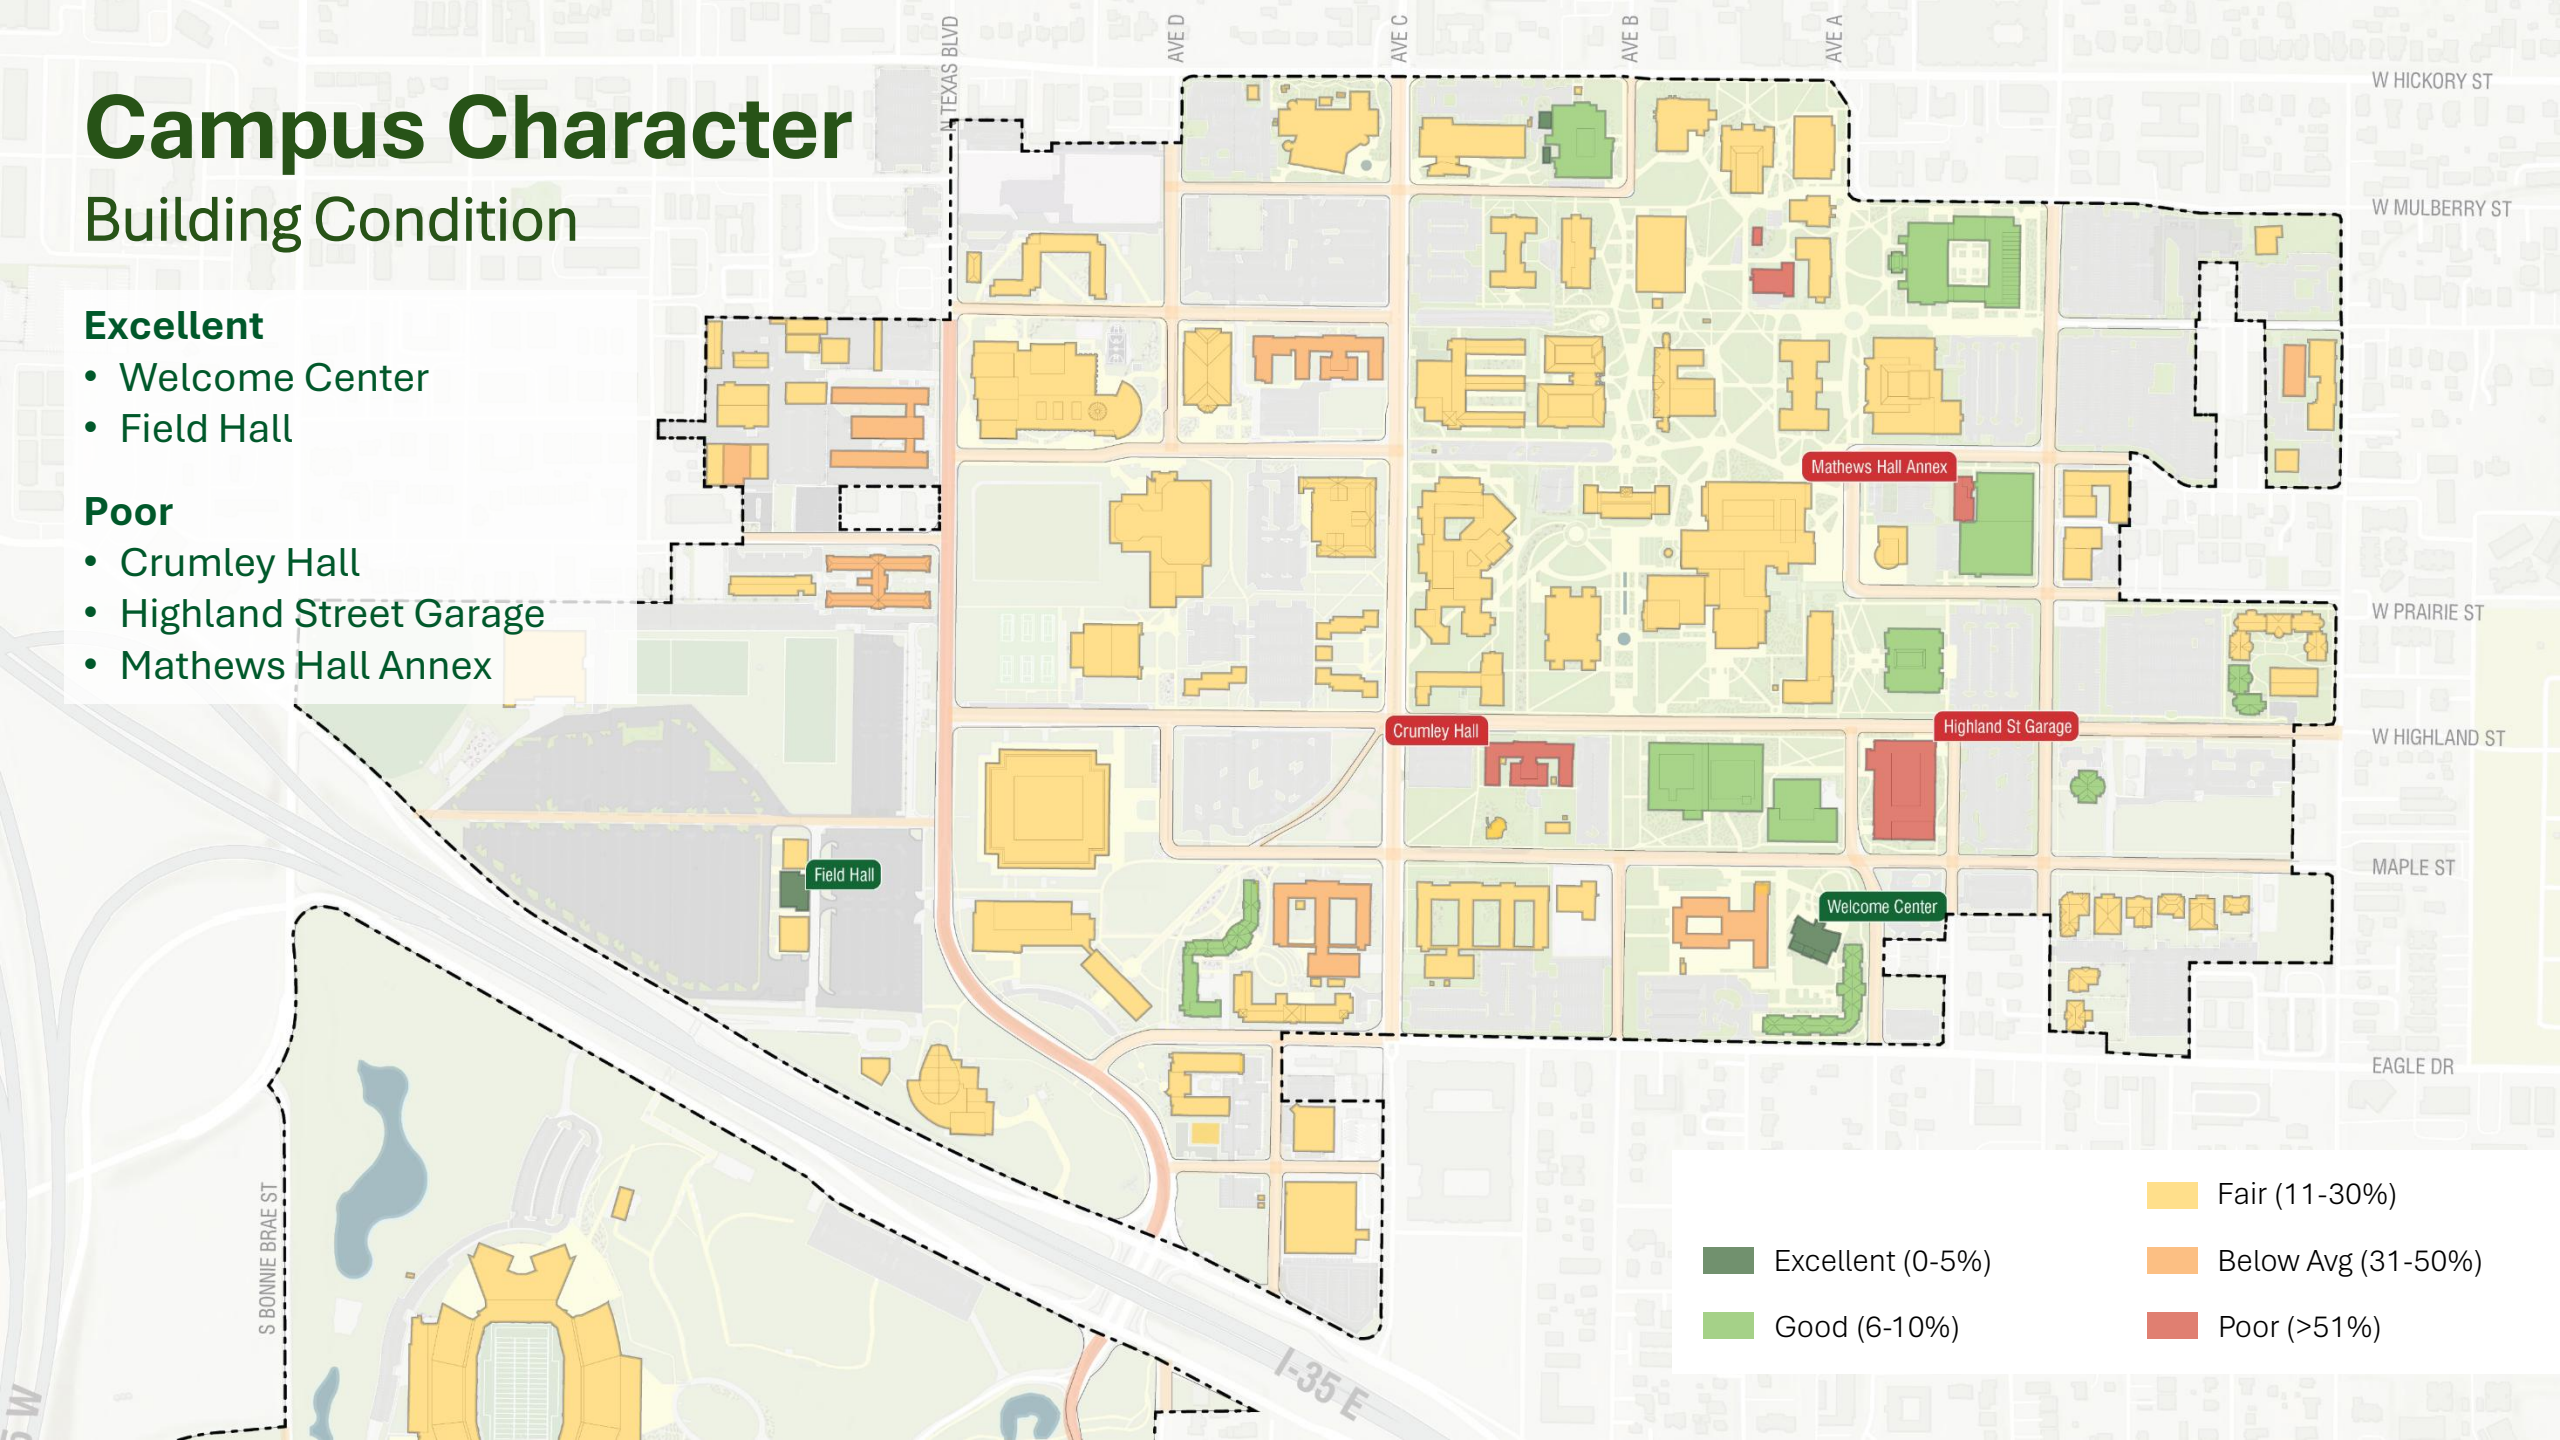 Campus Character
Building Condition
Excellent
• Welcome Center
• Field Hall
Poor
• Crumley Hall
• Highland Street Garage
• Mathews Hall Annex
N TEXAS BLVD
AVE D
AVE C
AVE B
AVE A
W HICKORY ST
W MULBERRY ST
Mathews Hall Annex
W PRAIRIE ST
Crumley Hall
Highland St Garage
W HIGHLAND ST
Field Hall
MAPLE ST
Welcome Center
EAGLE DR
S BONNIE BRAE ST
I-35 E
W
Excellent (0-5%)
Good (6-10%)
Fair (11-30%)
Below Avg (31-50%)
Poor (>51%)